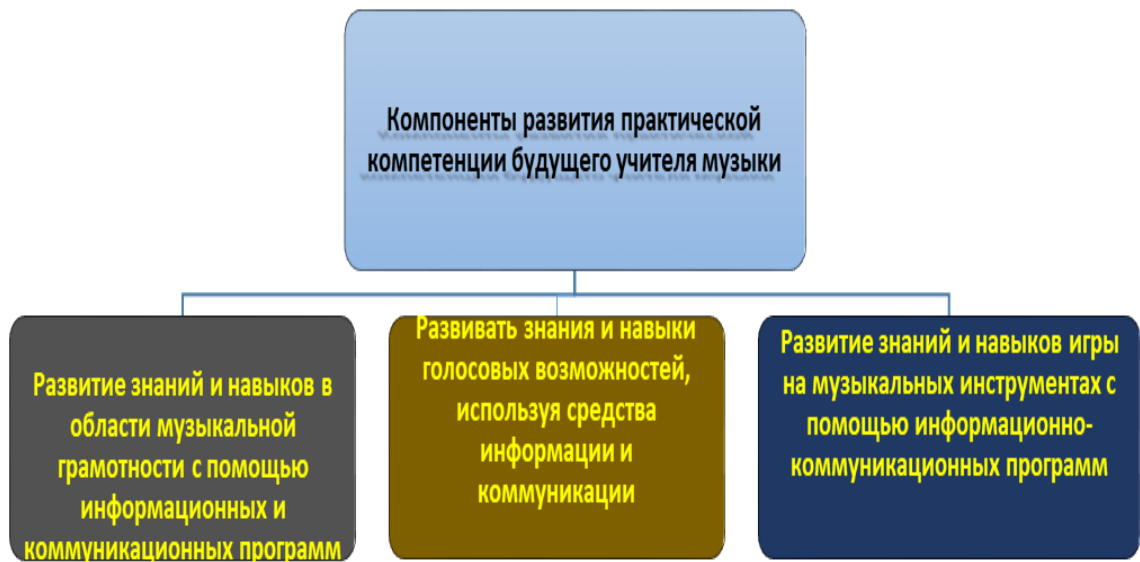 Компоненты развития практической
компетенции будущего учителя музыки
Развитие знаний и навыков в
области музыкальной
грамотности с помощью
информационных и
коммуникационных программ
Развивать знания и навыки
голосовых возможностей,
используя средства
информации и
коммуникации
Развитие знаний и навыков игры
на музыкальных инструментах с
помощью информационно-
коммуникационных программ